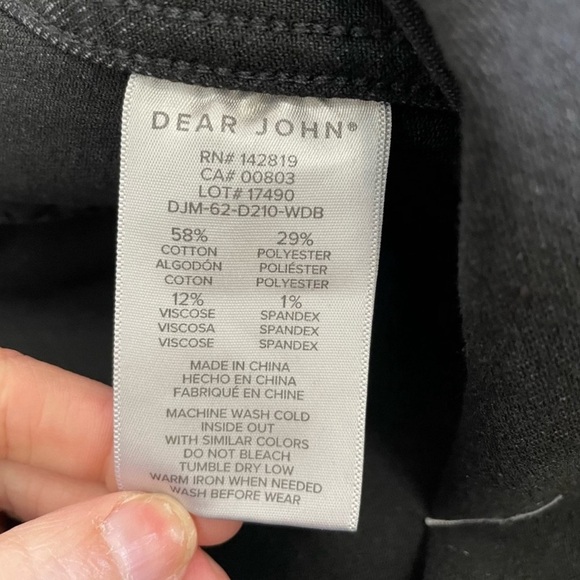 DEAR JOHN®
RN# 142819
CA# 00803
LOT# 17490
DJM-62-D210-WDB
58% 29%
COTTON POLYESTER
ALGODÓN POLIÉSTER
COTON POLYESTER
12% 1%
VISCOSE SPANDEX
VISCOSA SPANDEX
VISCOSE SPANDEX
MADE IN CHINA
HECHO EN CHINA
FABRIQUÉ EN CHINE
MACHINE WASH COLD
INSIDE OUT
WITH SIMILAR COLORS
DO NOT BLEACH
TUMBLE DRY LOW
WARM IRON WHEN NEEDED
WASH BEFORE WEAR